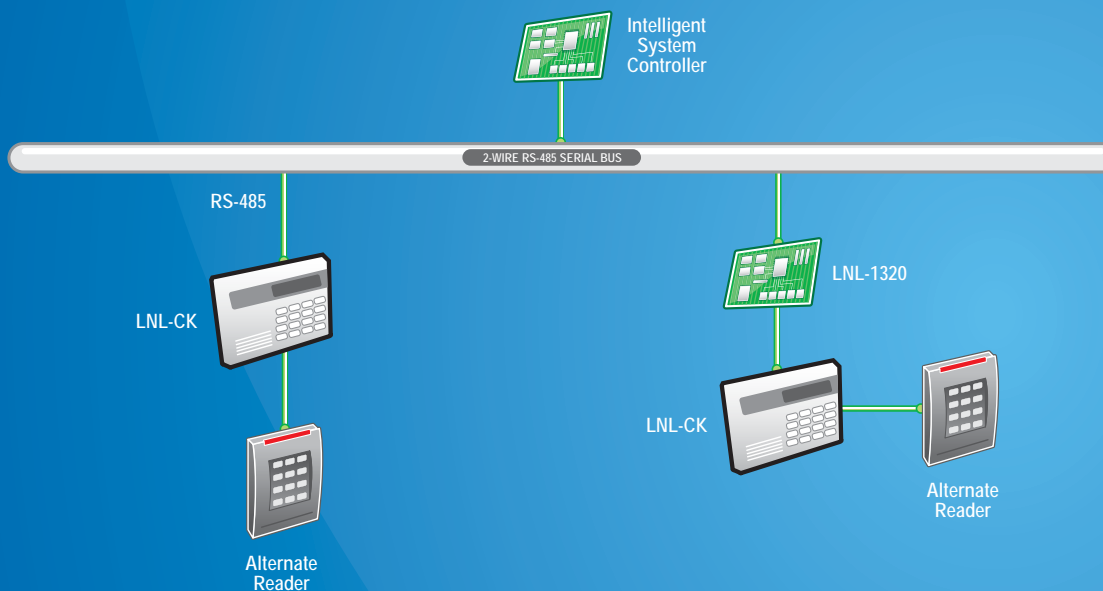 Intelligent
System
Controller
2-WIRE RS-485 SERIAL BUS
RS-485
LNL-1320
LNL-CK
LNL-CK
Alternate
Reader
Alternate
Reader